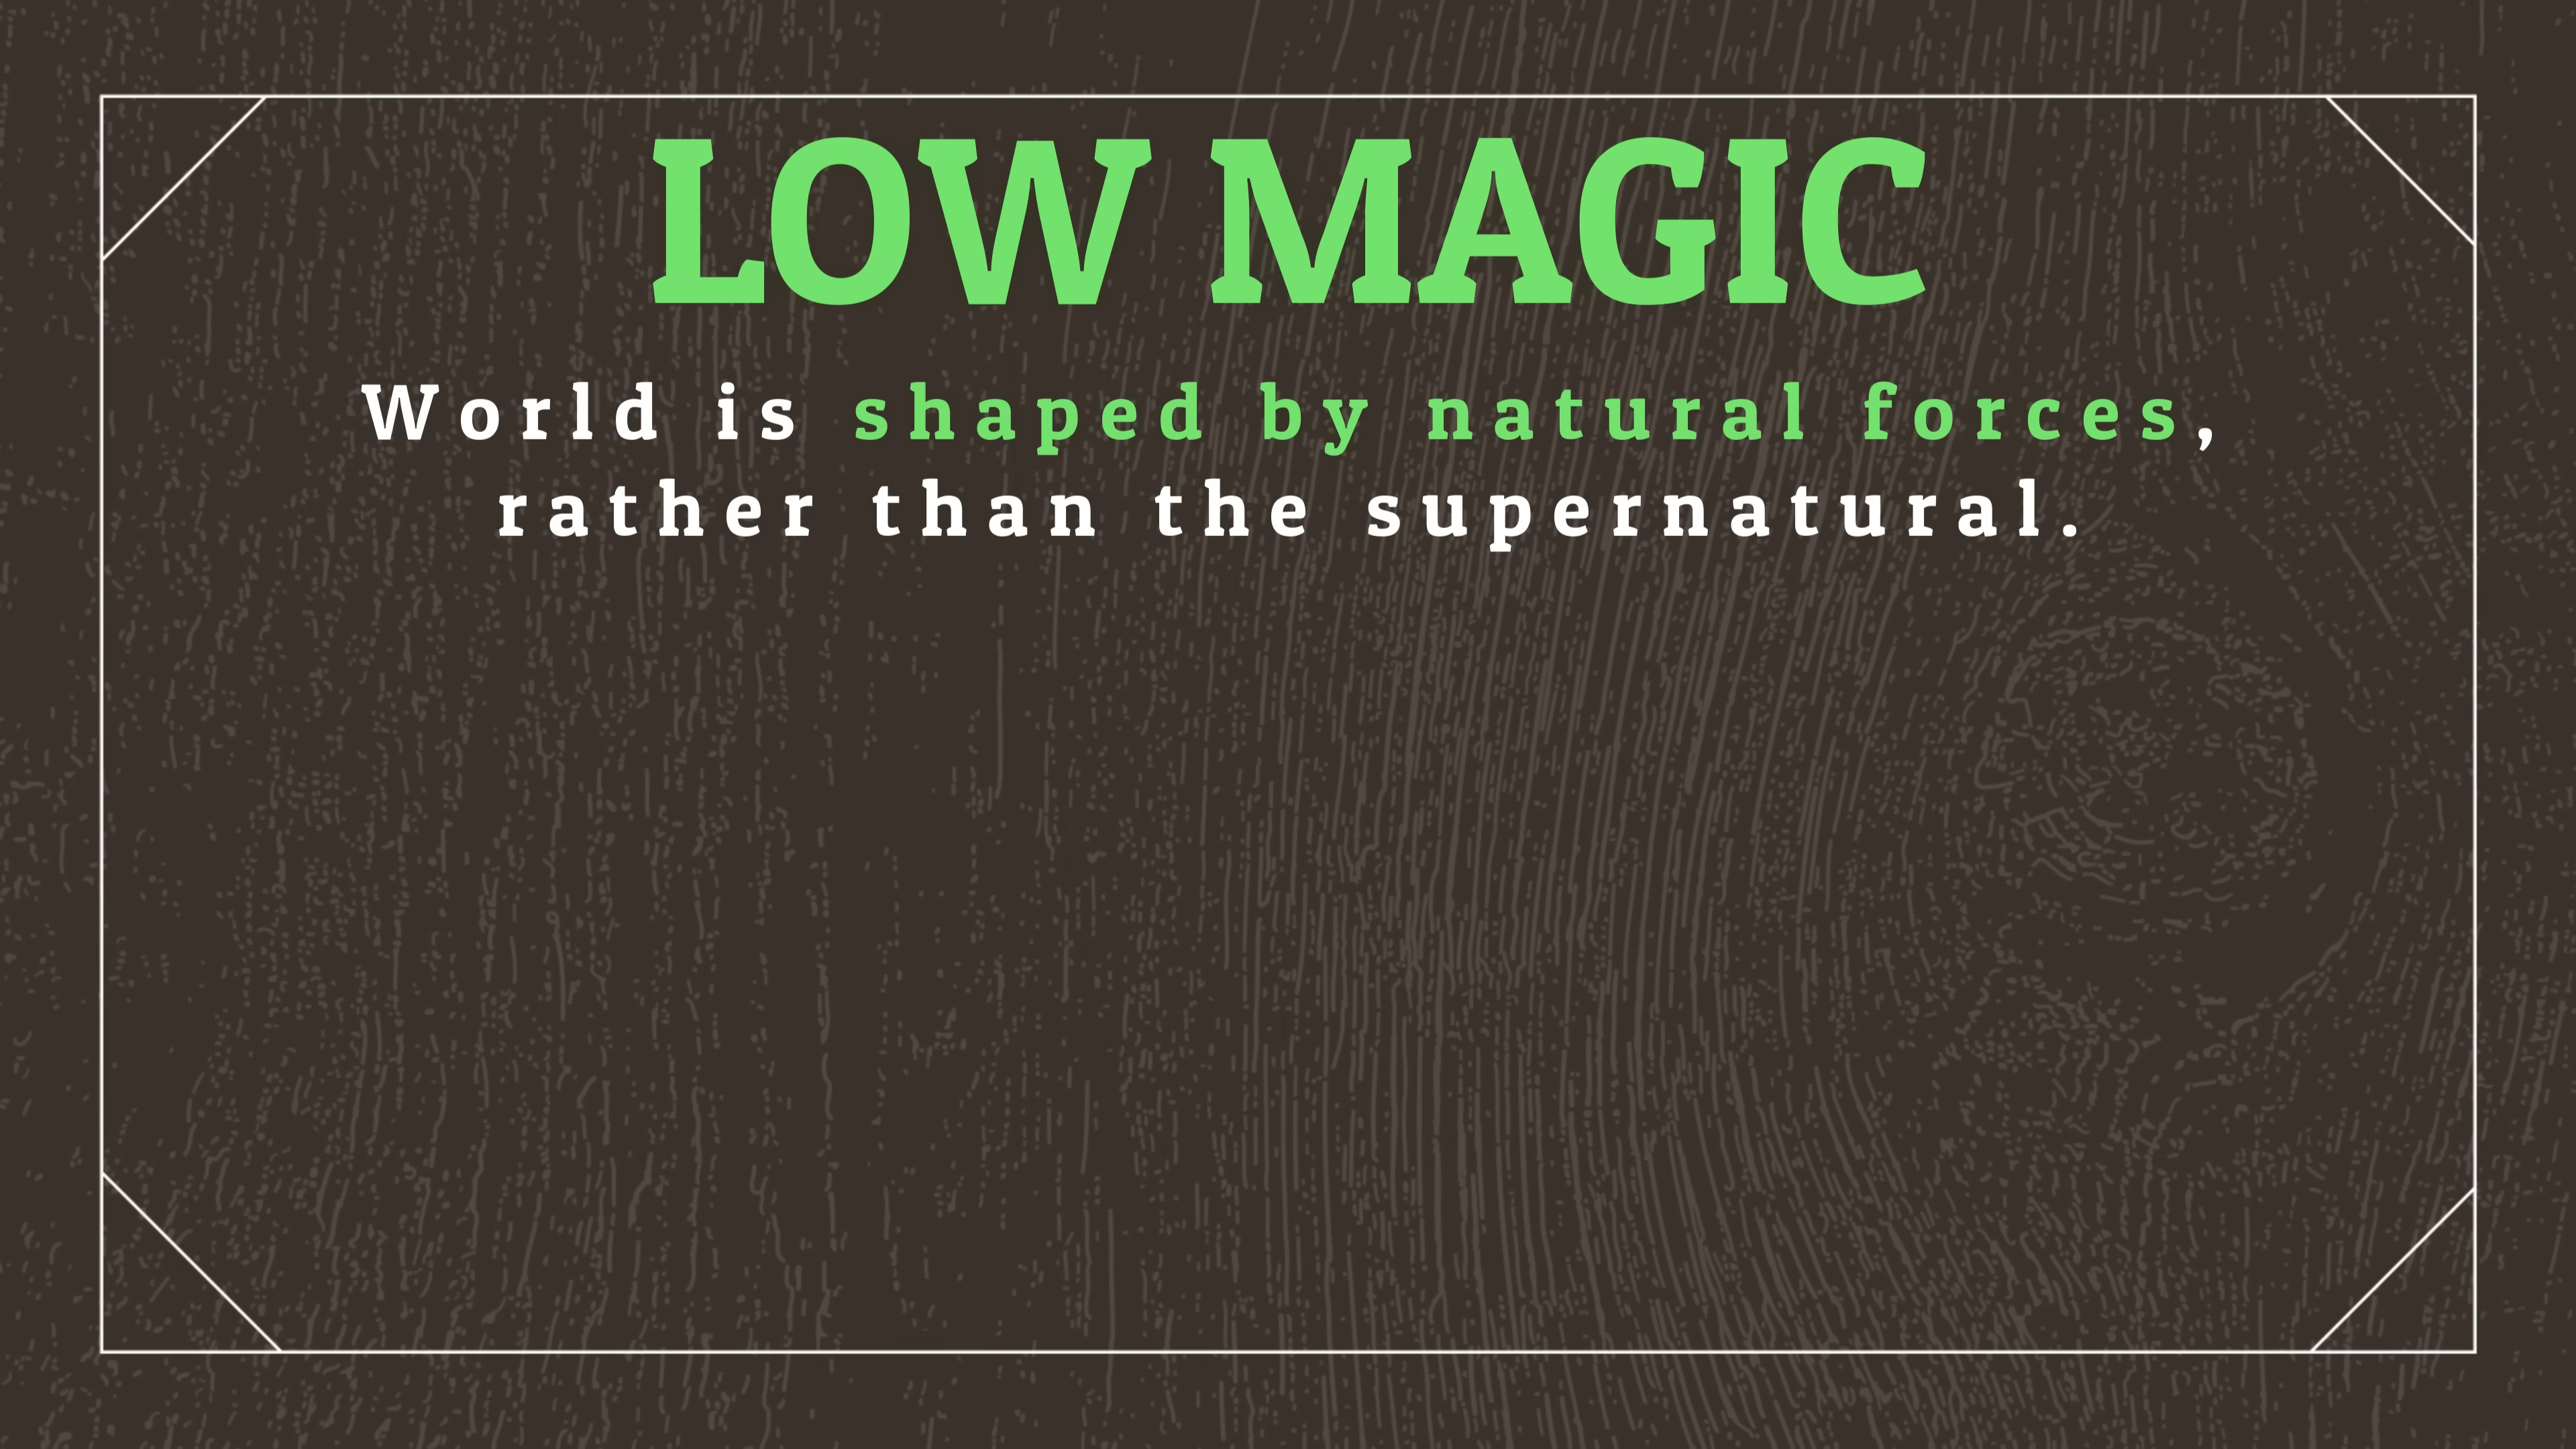 LOW MAGIC
World is shaped by natural forces,
rather than the supernatural.